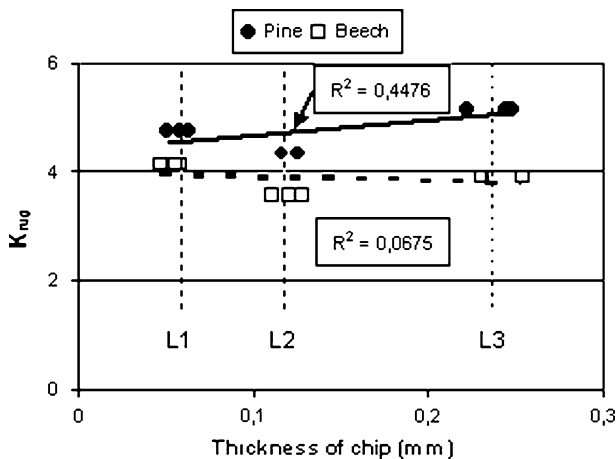 Pine Beech
6
R² = 0,4476
4
K_rug
R² = 0,0675
2
L1 L2 L3
0
0 0,1 0,2 0,3
Thickness of chip (mm)